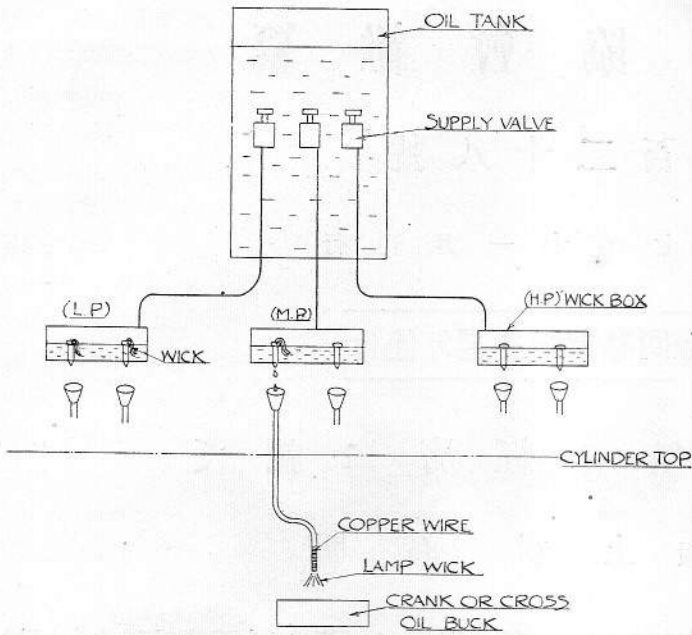 OIL TANK
SUPPLY VALVE
(L.P)
(M.P)
(H.P) WICK BOX
WICK
CYLINDER TOP
COPPER WIRE
LAMP WICK
CRANK OR CROSS
OIL BUCK